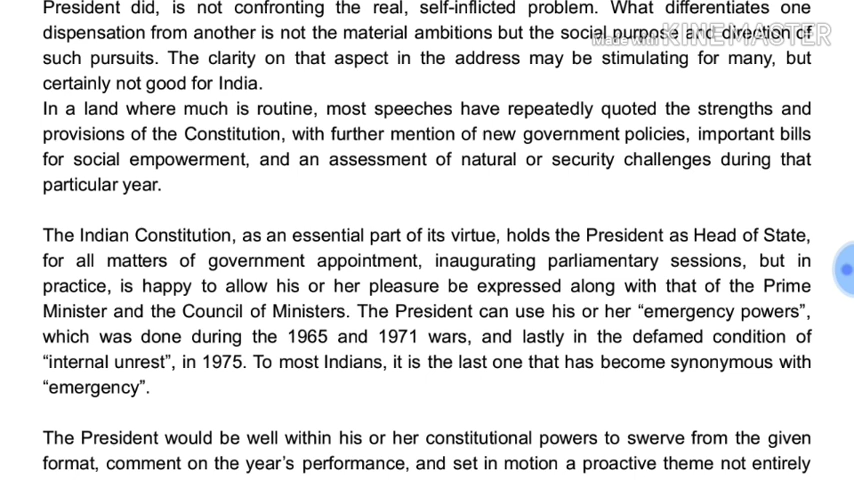 President did, is not confronting the real, self-inflicted problem. What differentiates one
dispensation from another is not the material ambitions but the social purpose and direction of
Made with KINEMASTER
such pursuits. The clarity on that aspect in the address may be stimulating for many, but
certainly not good for India.
In a land where much is routine, most speeches have repeatedly quoted the strengths and
provisions of the Constitution, with further mention of new government policies, important bills
for social empowerment, and an assessment of natural or security challenges during that
particular year.
The Indian Constitution, as an essential part of its virtue, holds the President as Head of State,
for all matters of government appointment, inaugurating parliamentary sessions, but in
practice, is happy to allow his or her pleasure be expressed along with that of the Prime
Minister and the Council of Ministers. The President can use his or her “emergency powers”,
which was done during the 1965 and 1971 wars, and lastly in the defamed condition of
“internal unrest”, in 1975. To most Indians, it is the last one that has become synonymous with
“emergency”.
The President would be well within his or her constitutional powers to swerve from the given
format, comment on the year’s performance, and set in motion a proactive theme not entirely